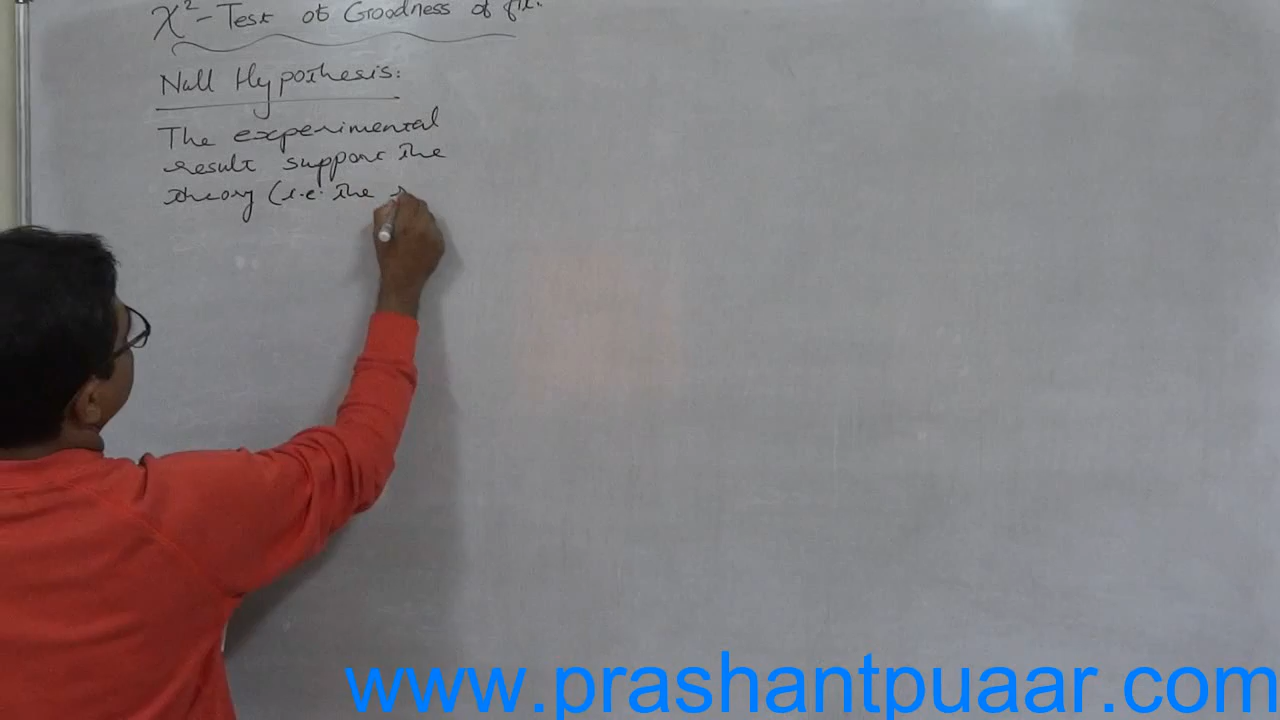 χ²-Test of Goodness of fit.
Null Hypothesis:
The experimental
result support the
theory (i.e. the
www.prashantpuaar.com